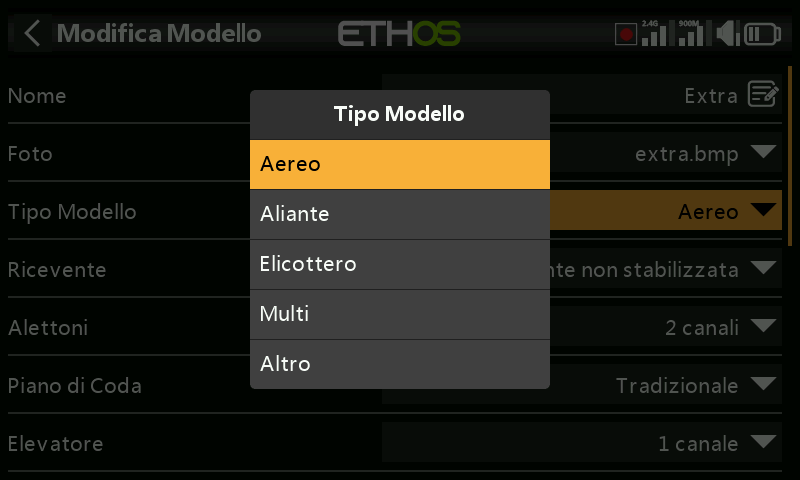 Modifica Modello
ETHOS
2.4G
900M
Nome
Extra
Foto
extra.bmp
Tipo Modello
Aereo
Ricevente
nte non stabilizzata
Alettoni
2 canali
Piano di Coda
Tradizionale
Elevatore
1 canale
Tipo Modello
Aereo
Aliante
Elicottero
Multi
Altro